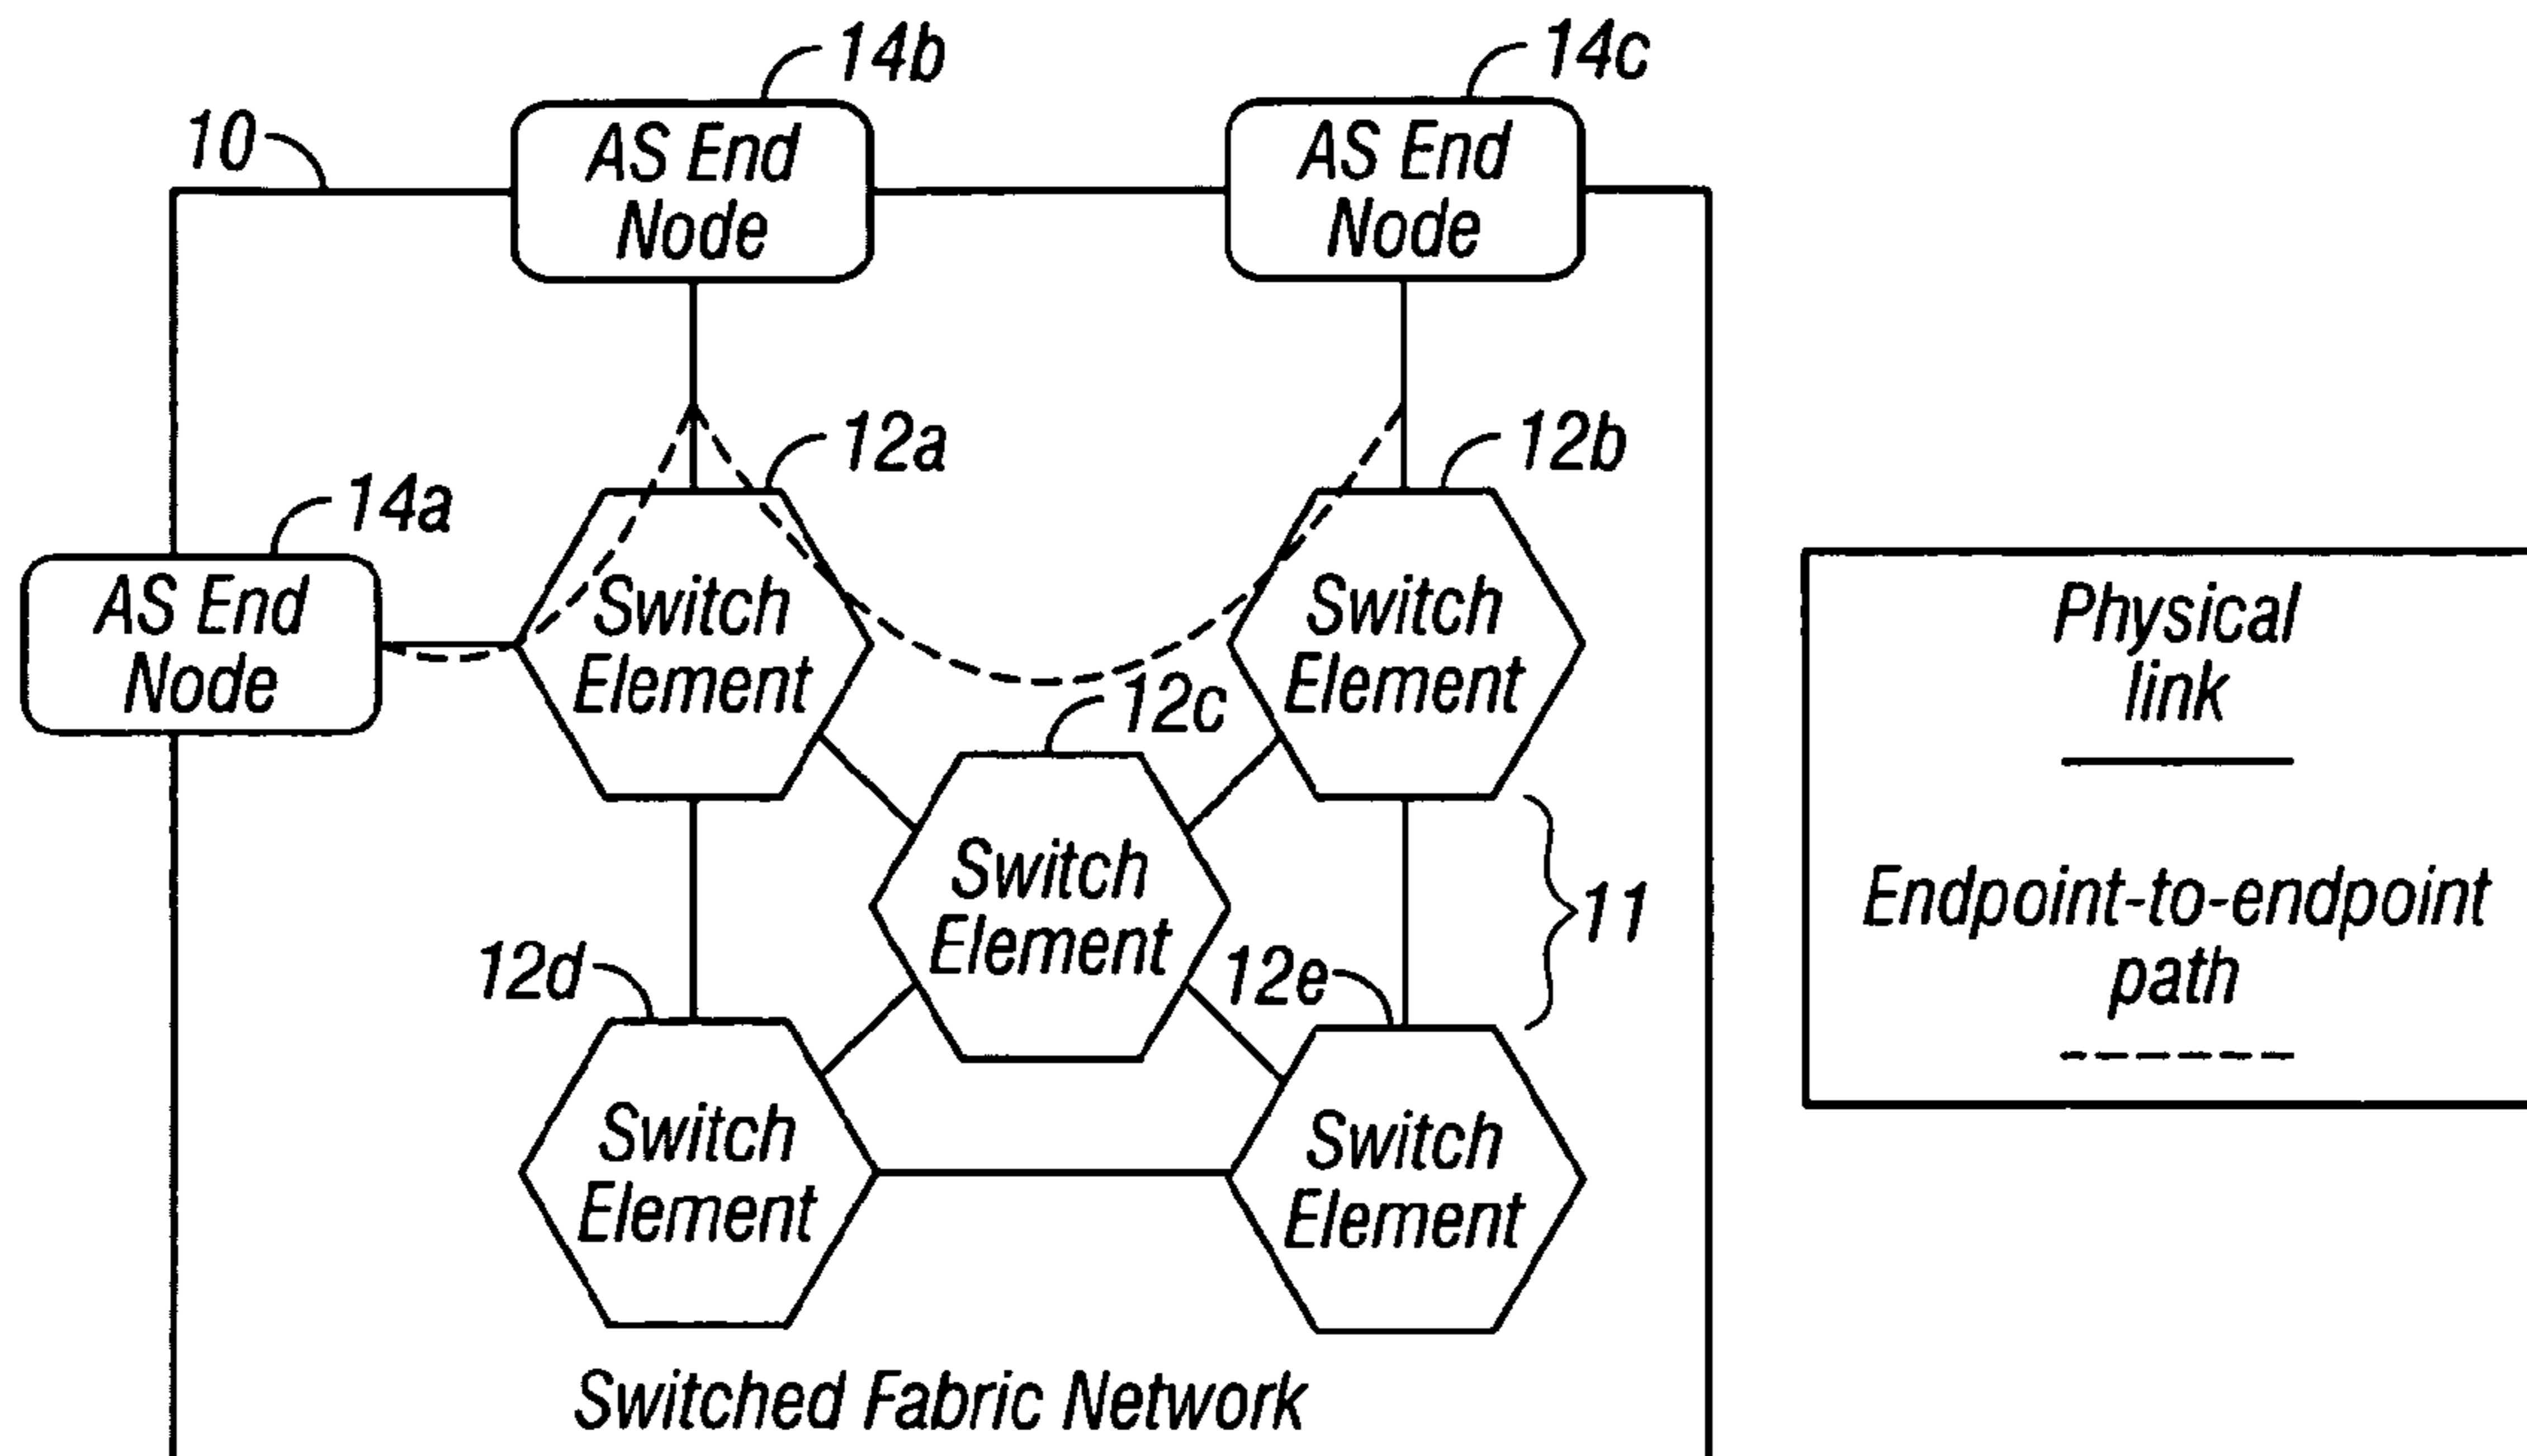 14b
14c
10
AS End
Node
AS End
Node
12a
12b
14a
AS End
Node
Switch
Element
Switch
Element
12c
Switch
Element
11
12d
12e
Switch
Element
Switch
Element
Switched Fabric Network
Physical
link
Endpoint-to-endpoint
path